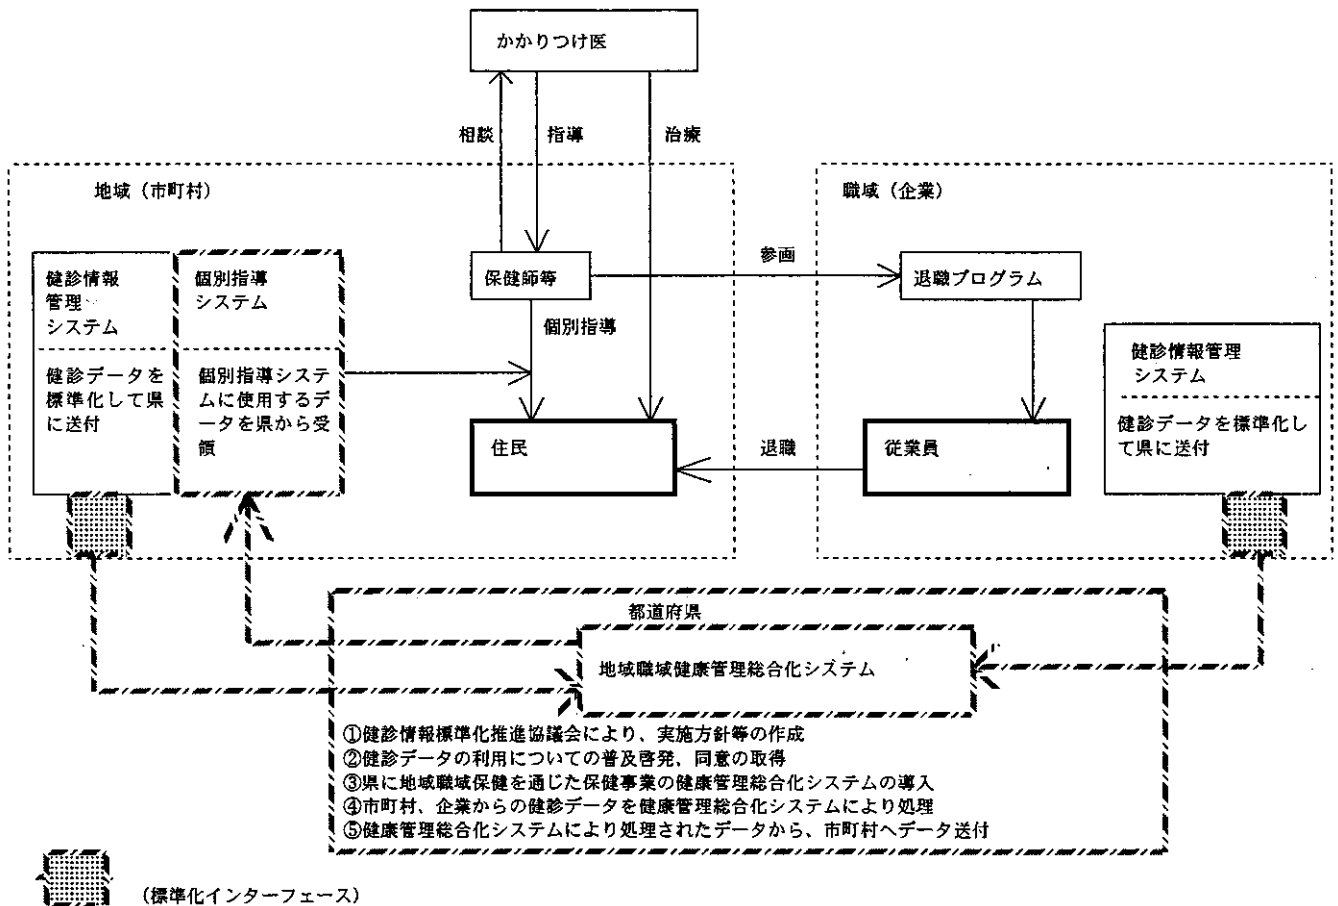 かかりつけ医
相談
指導
治療
地域（市町村）
職域（企業）
健診情報
管理
システム
健診データを
標準化して県
に送付
個別指導
システム
個別指導システ
ムに使用するデ
ータを県から受
領
保健師等
個別指導
参画
退職プログラム
住民
退職
従業員
健診情報管理
システム
健診データを標準化し
て県に送付
都道府県
地域職域健康管理総合化システム
①健診情報標準化推進協議会により、実施方針等の作成
②健診データの利用についての普及啓発、同意の取得
③県に地域職域保健を通じた保健事業の健康管理総合化システムの導入
④市町村、企業からの健診データを健康管理総合化システムにより処理
⑤健康管理総合化システムにより処理されたデータから、市町村へデータ送付
（標準化インターフェース）